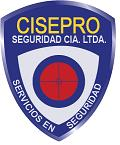 CISEPRO
SEGURIDAD CIA. LTDA.
SERVICIOS EN SEGURIDAD